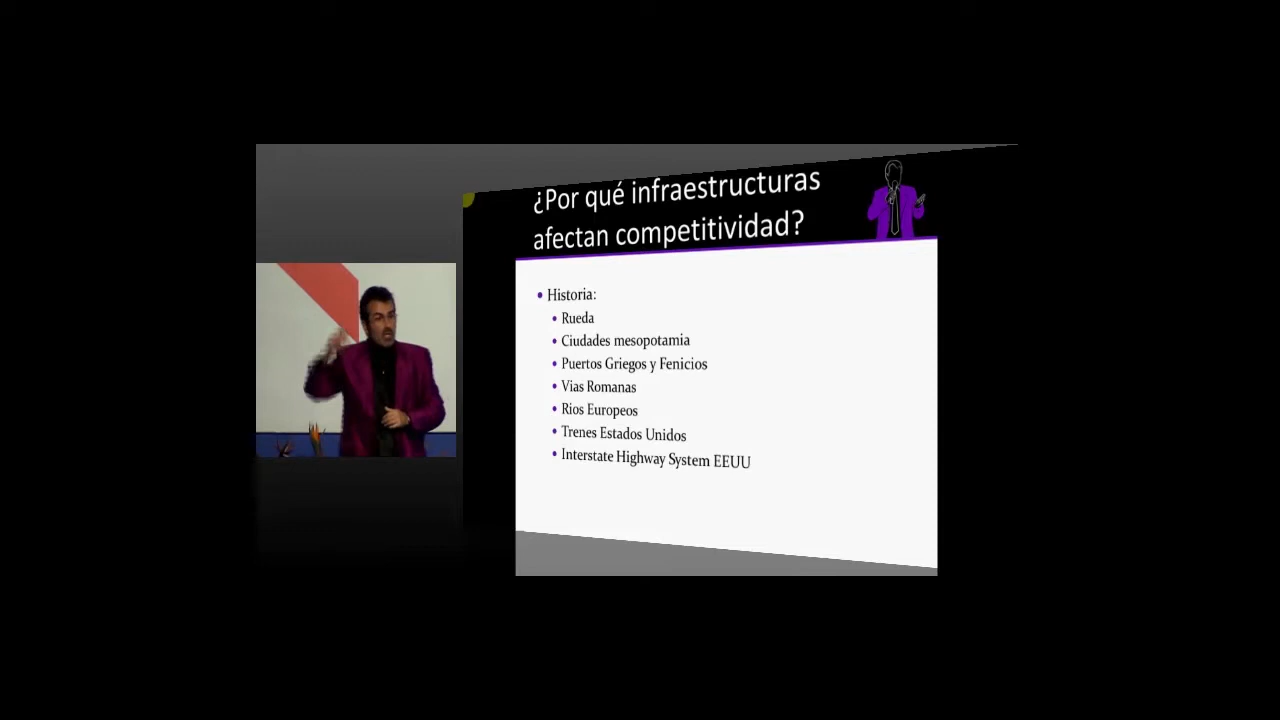 ¿Por qué infraestructuras
afectan competitividad?
• Historia:
• Rueda
• Ciudades mesopotamia
• Puertos Griegos y Fenicios
• Vias Romanas
• Rios Europeos
• Trenes Estados Unidos
• Interstate Highway System EEUU